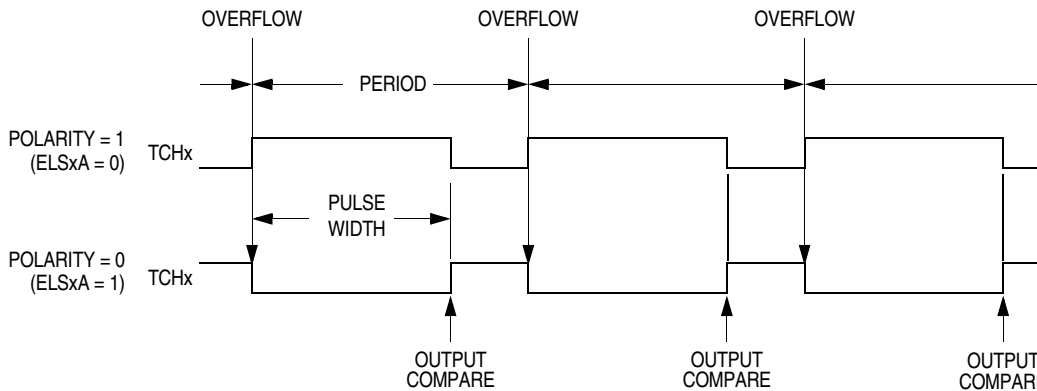 OVERFLOW OVERFLOW OVERFLOW
PERIOD
POLARITY = 1
(ELSxA = 0)
TCHx
PULSE
WIDTH
POLARITY = 0
(ELSxA = 1)
TCHx
OUTPUT
COMPARE
OUTPUT
COMPARE
OUTPUT
COMPARE